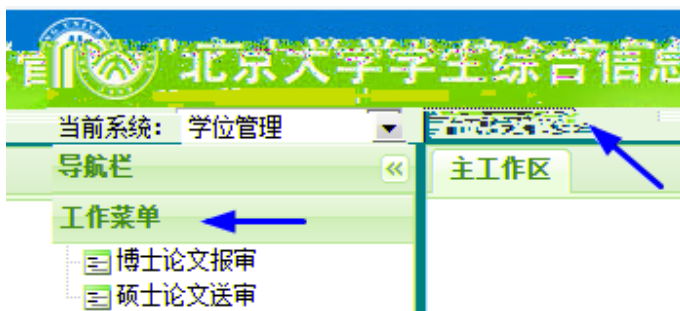 北京大学学生综合信息
当前系统： 学位管理
导航栏
主工作区
工作菜单
博士论文报审
硕士论文送审